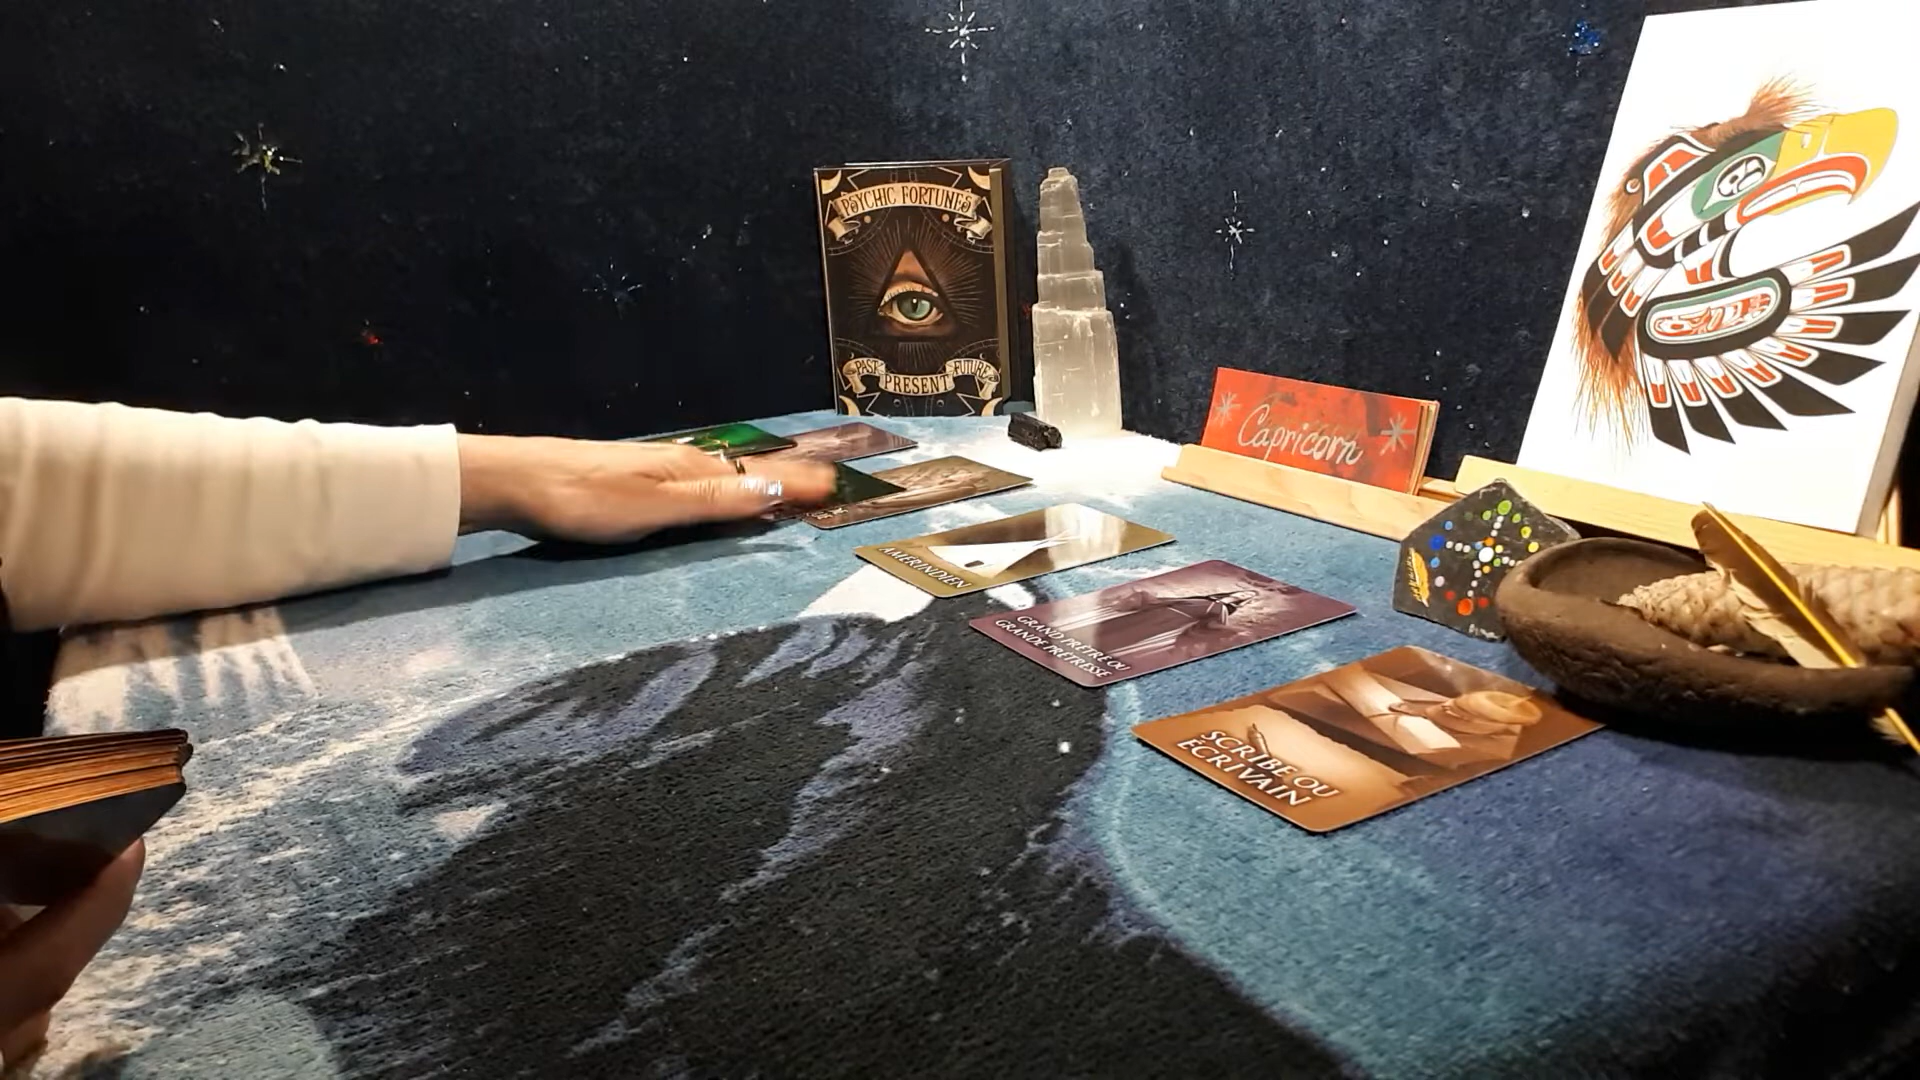 PSYCHIC FORTUNES
PAST
PRESENT
FUTURE
Capricorn
AMÉRINDIEN
GRAND PRÊTRE OU
GRANDE PRÊTRESSE
SCRIBE OU
ÉCRIVAIN